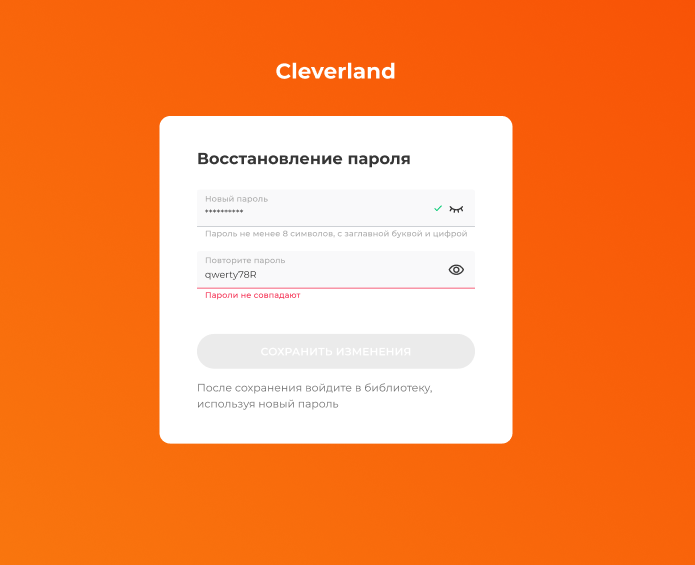 Cleverland
Восстановление пароля
Новый пароль
**********
Пароль не менее 8 символов, с заглавной буквой и цифрой
Повторите пароль
qwerty78R
Пароли не совпадают
СОХРАНИТЬ ИЗМЕНЕНИЯ
После сохранения войдите в библиотеку,
используя новый пароль